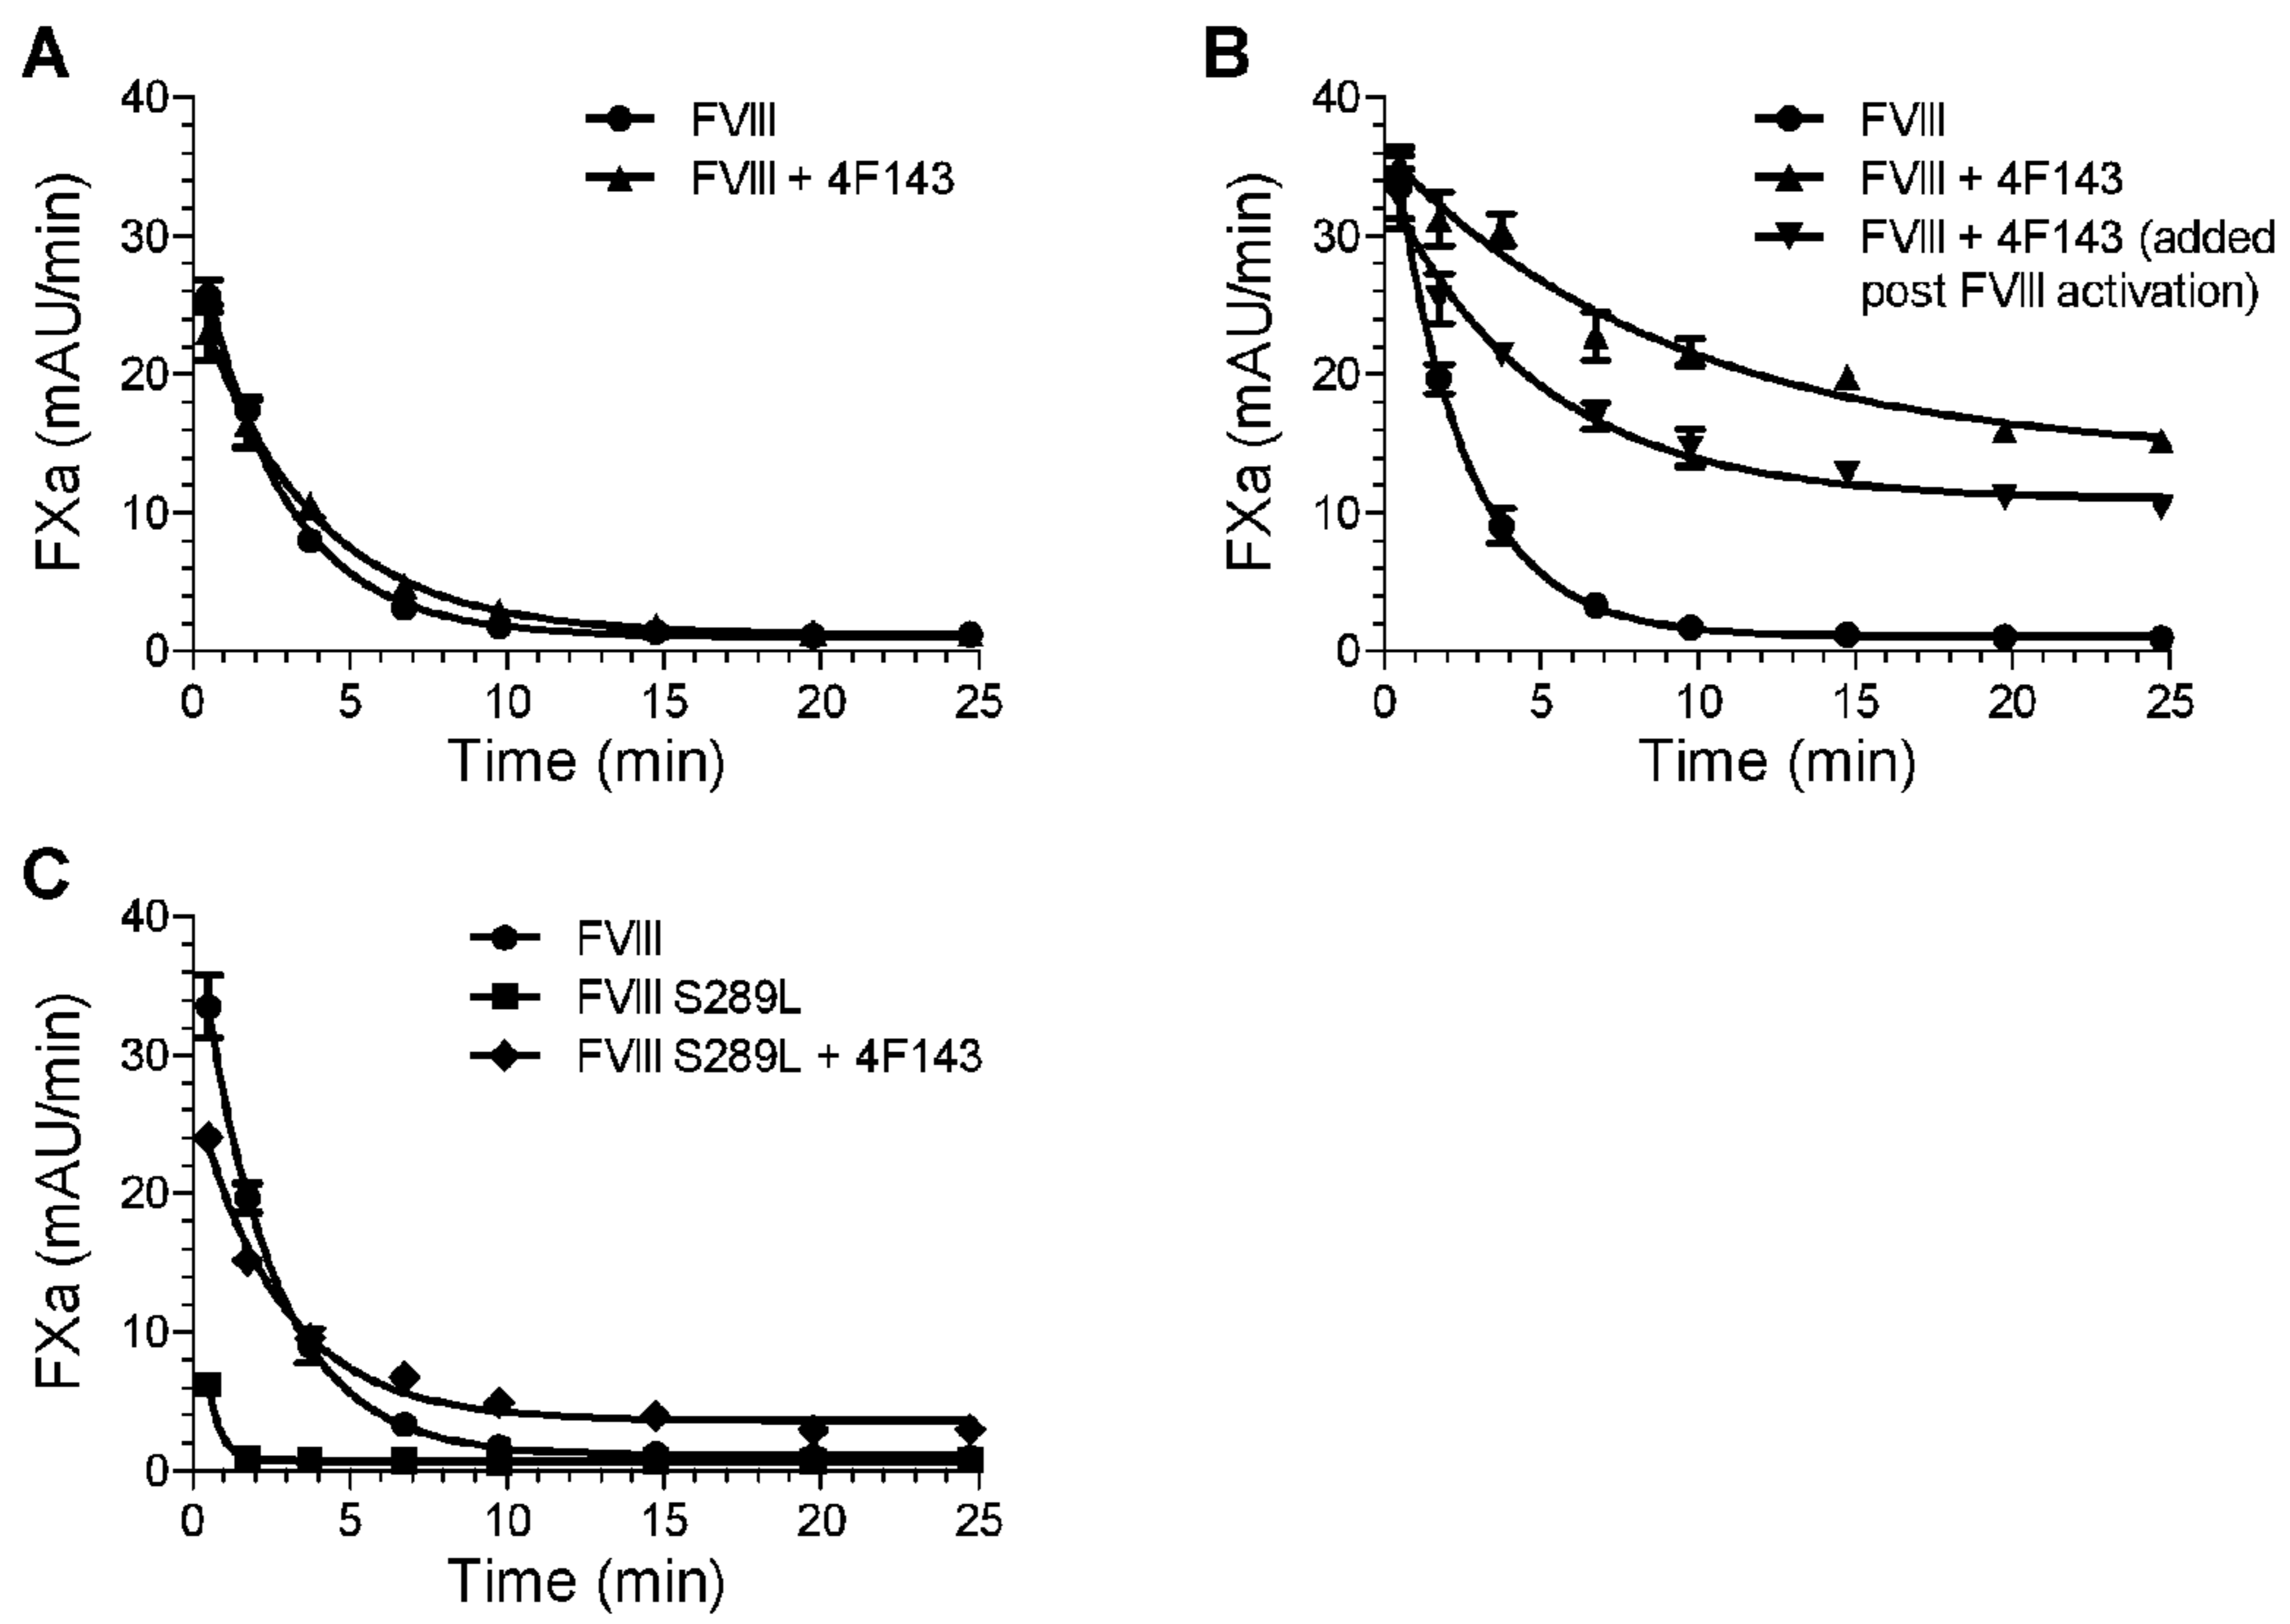 A
40
30
20
10
0
FXa (mAU/min)
FVIII
FVIII + 4F143
0 5 10 15 20 25
Time (min)
B
40
30
20
10
0
FXa (mAU/min)
FVIII
FVIII + 4F143
FVIII + 4F143 (added
post FVIII activation)
0 5 10 15 20 25
Time (min)
C
40
30
20
10
0
FXa (mAU/min)
FVIII
FVIII S289L
FVIII S289L + 4F143
0 5 10 15 20 25
Time (min)